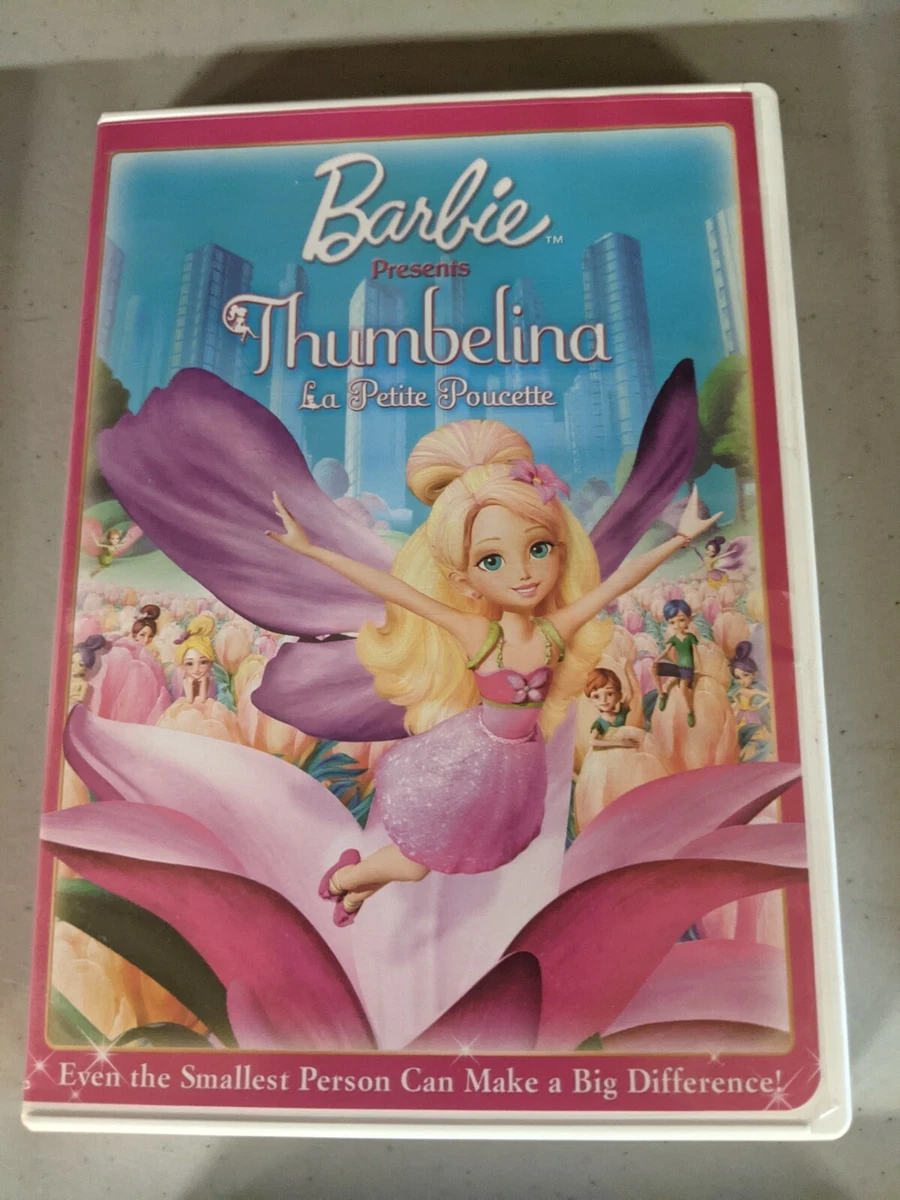 Barbie™
Presents
Thumbelina
La Petite Poucette
Even the Smallest Person Can Make a Big Difference!